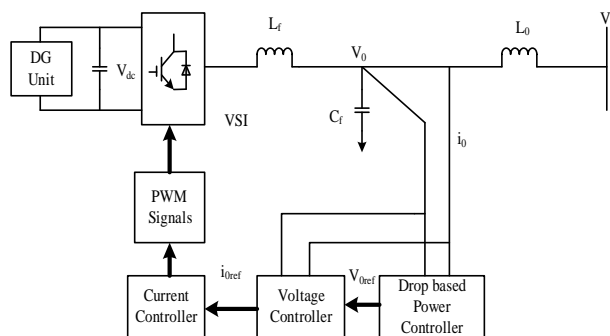 L_f
V_0
L_0
V
DG
Unit
V_dc
VSI
C_f
i_0
PWM
Signals
i_0ref
V_0ref
Current
Controller
Voltage
Controller
Drop based
Power
Controller